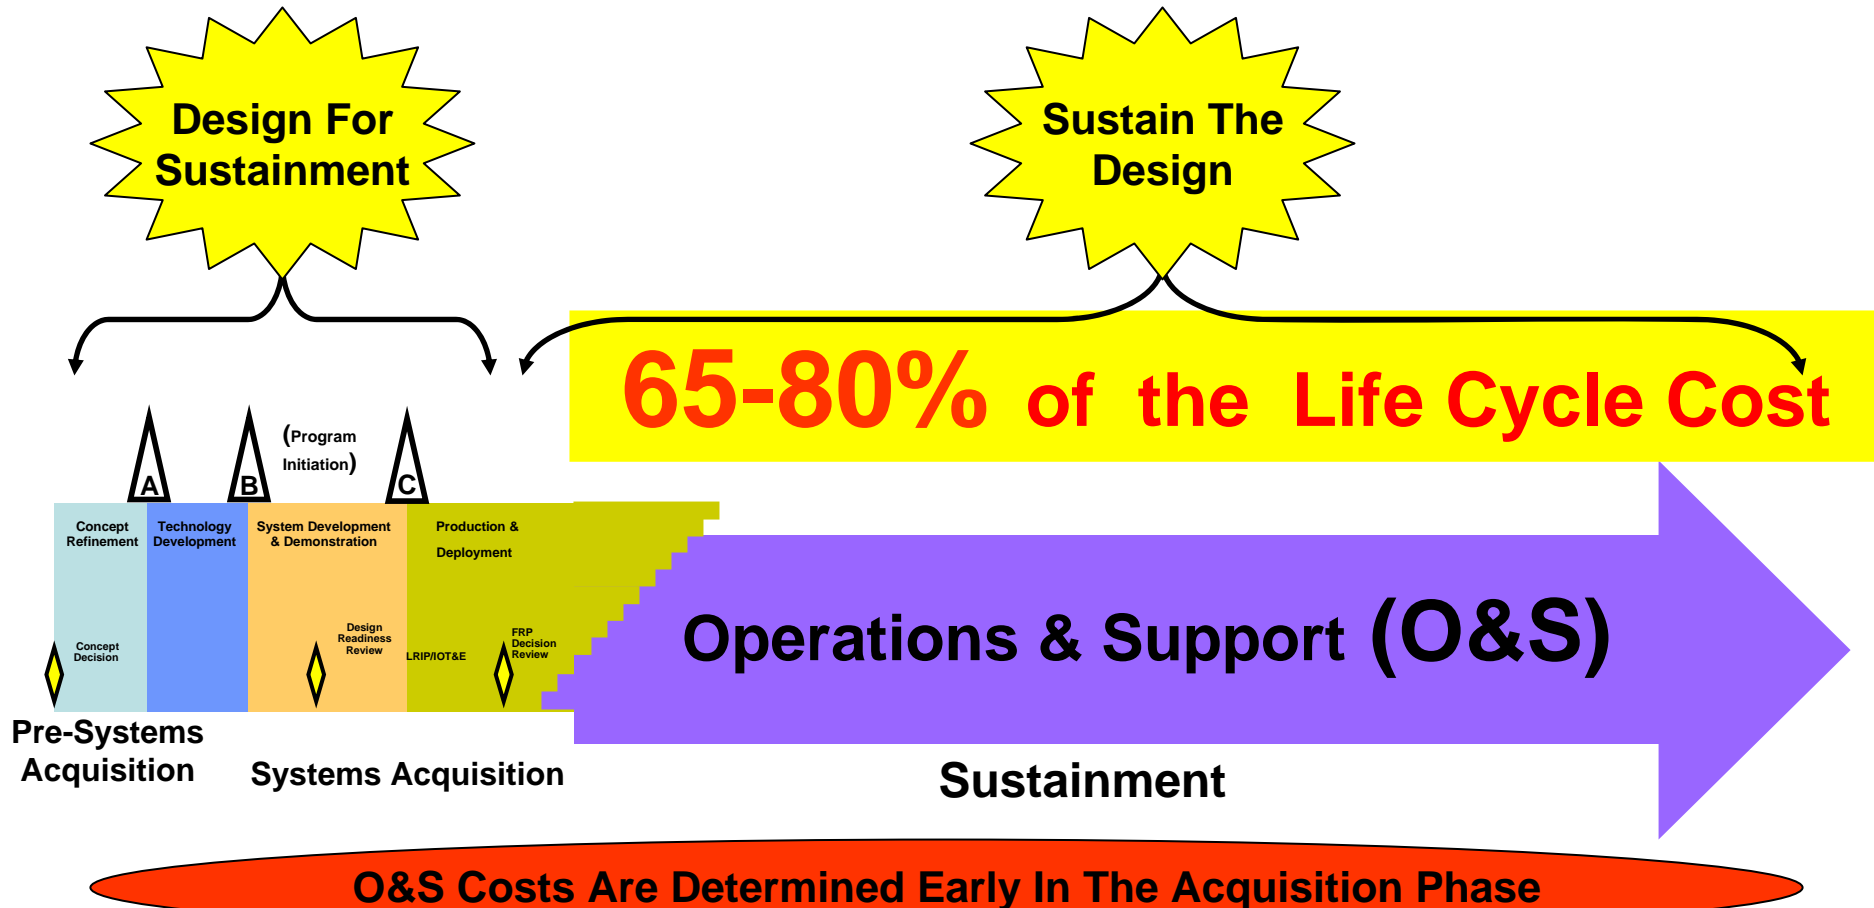 Design For
Sustainment
Sustain The
Design
65-80% of the Life Cycle Cost
(Program
Initiation)
A
B
C
Concept
Refinement
Technology
Development
System Development
& Demonstration
Production &
Deployment
Concept
Decision
Design
Readiness
Review
LRIP/IOT&E
FRP
Decision
Review
Operations & Support (O&S)
Pre-Systems
Acquisition
Systems Acquisition
Sustainment
O&S Costs Are Determined Early In The Acquisition Phase